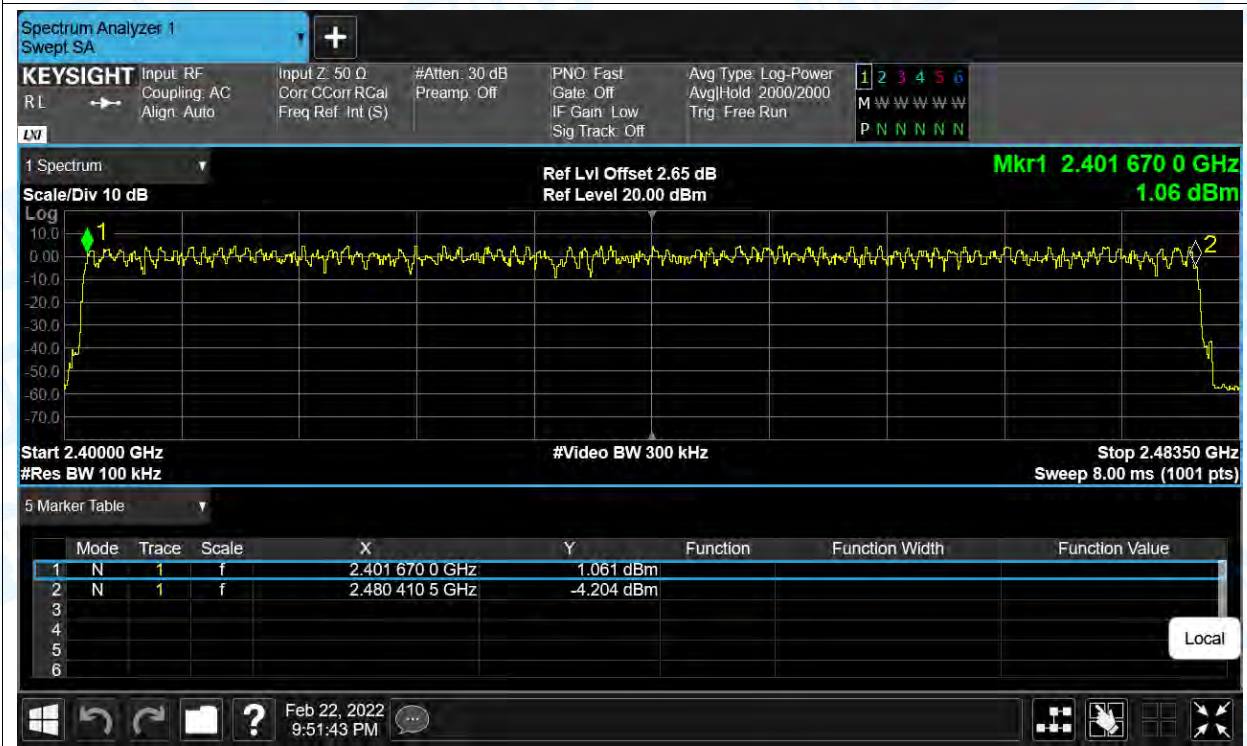 Spectrum Analyzer 1
Swept SA
+
KEYSIGHT Input: RF Input Z: 50 Ω #Atten: 30 dB PNO: Fast Avg Type: Log-Power 1 2 3 4 5 6
R L Coupling: AC Corr CCorr RCal Preamp: Off Gate: Off Avg|Hold: 2000/2000 M W W W W W
Align: Auto Freq Ref: Int (S) IF Gain: Low Trig: Free Run
LXI Sig Track: Off P N N N N N
1 Spectrum Ref Lvl Offset 2.65 dB Mkr1 2.401 670 0 GHz
Scale/Div 10 dB Ref Level 20.00 dBm 1.06 dBm
Log
10.0 1
0.00 2
-10.0
-20.0
-30.0
-40.0
-50.0
-60.0
-70.0
Start 2.40000 GHz #Video BW 300 kHz Stop 2.48350 GHz
#Res BW 100 kHz Sweep 8.00 ms (1001 pts)
5 Marker Table
Mode Trace Scale X Y Function Function Width Function Value
1 N 1 f 2.401 670 0 GHz 1.061 dBm
2 N 1 f 2.480 410 5 GHz -4.204 dBm
3
4
5
6
Local
? Feb 22, 2022
9:51:43 PM